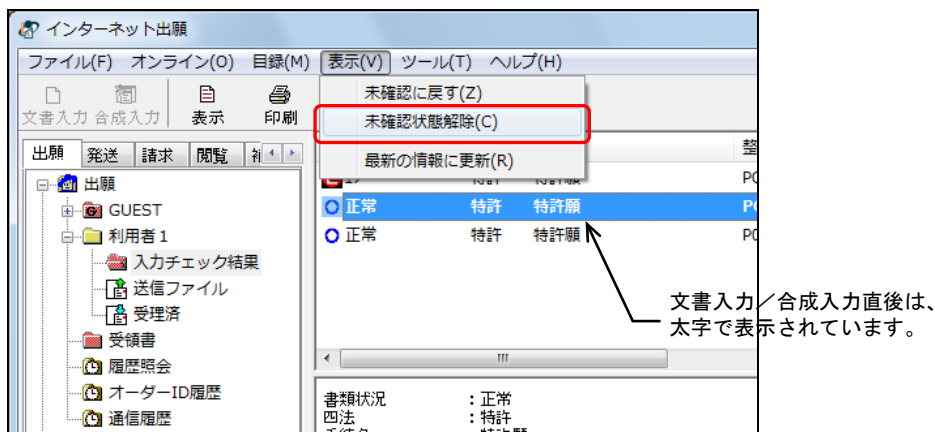 インターネット出願
ファイル(F) オンライン(O) 目録(M) 表示(V) ツール(T) ヘルプ(H)
文書入力 合成入力 表示 印刷
未確認に戻す(Z)
未確認状態解除(C)
最新の情報に更新(R)
出願 発送 請求 閲覧
整
出願
GUEST
利用者1
入力チェック結果
送信ファイル
受理済
受領書
履歴照会
オーダーID履歴
通信履歴
正常 特許 特許願
正常 特許 特許願
文書入力/合成入力直後は、
太字で表示されています。
書類状況 :正常
四法 :特許